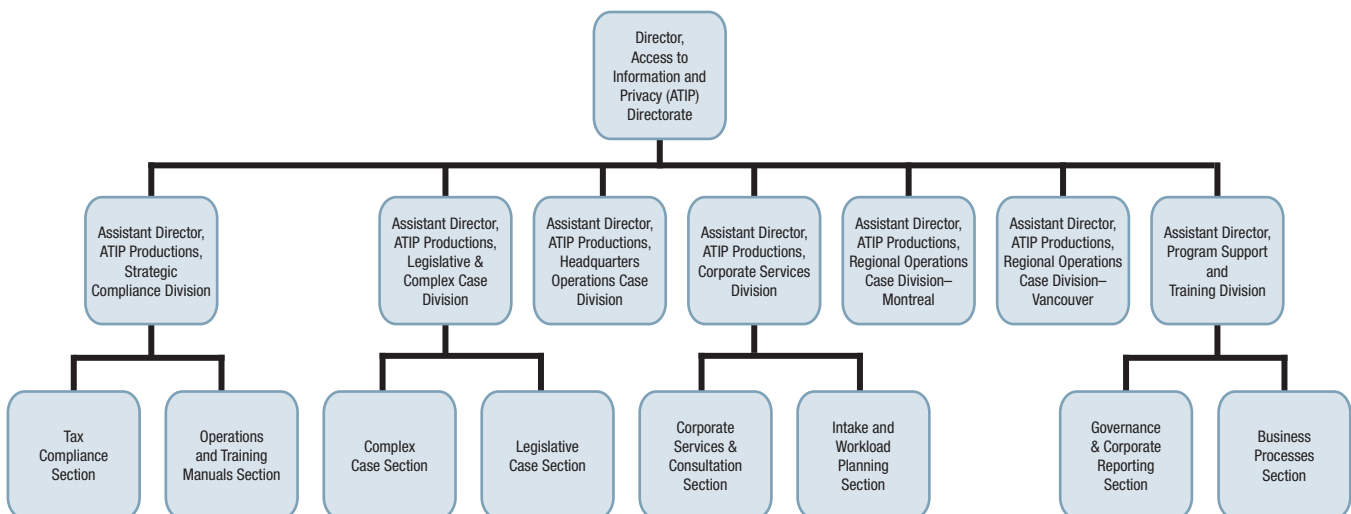 Director,
Access to
Information and
Privacy (ATIP)
Directorate
Assistant Director,
ATIP Productions,
Strategic
Compliance Division
Assistant Director,
ATIP Productions,
Legislative &
Complex Case
Division
Assistant Director,
ATIP Productions,
Headquarters
Operations Case
Division
Assistant Director,
ATIP Productions,
Corporate Services
Division
Assistant Director,
ATIP Productions,
Regional Operations
Case Division–
Montreal
Assistant Director,
ATIP Productions,
Regional Operations
Case Division–
Vancouver
Assistant Director,
Program Support
and
Training Division
Tax
Compliance
Section
Operations
and Training
Manuals Section
Complex
Case Section
Legislative
Case Section
Corporate
Services &
Consultation
Section
Intake and
Workload
Planning
Section
Governance
& Corporate
Reporting
Section
Business
Processes
Section